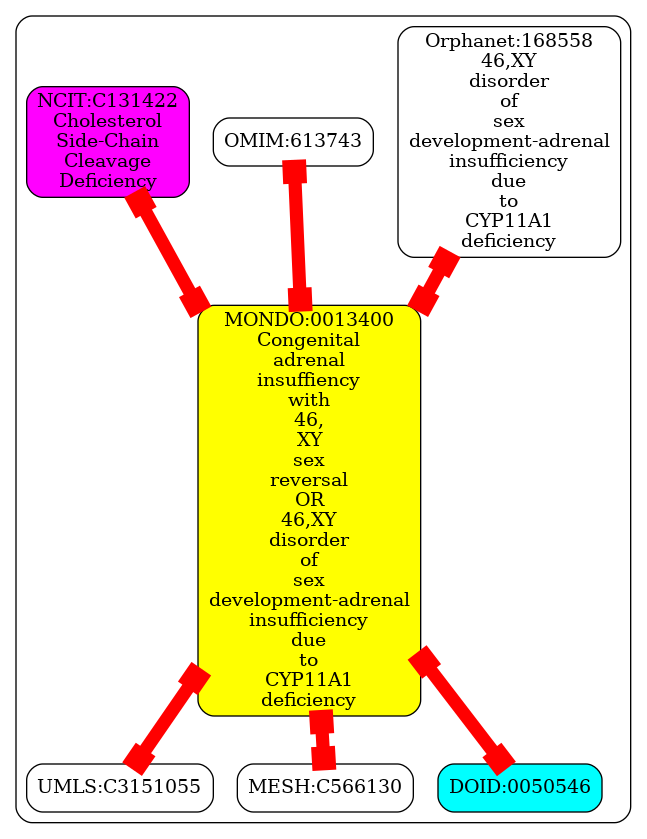 Orphanet:168558
46,XY
disorder
of
sex
development-adrenal
insufficiency
due
to
CYP11A1
deficiency
NCIT:C131422
Cholesterol
Side-Chain
Cleavage
Deficiency
OMIM:613743
MONDO:0013400
Congenital
adrenal
insuffiency
with
46,
XY
sex
reversal
OR
46,XY
disorder
of
sex
development-adrenal
insufficiency
due
to
CYP11A1
deficiency
UMLS:C3151055
MESH:C566130
DOID:0050546